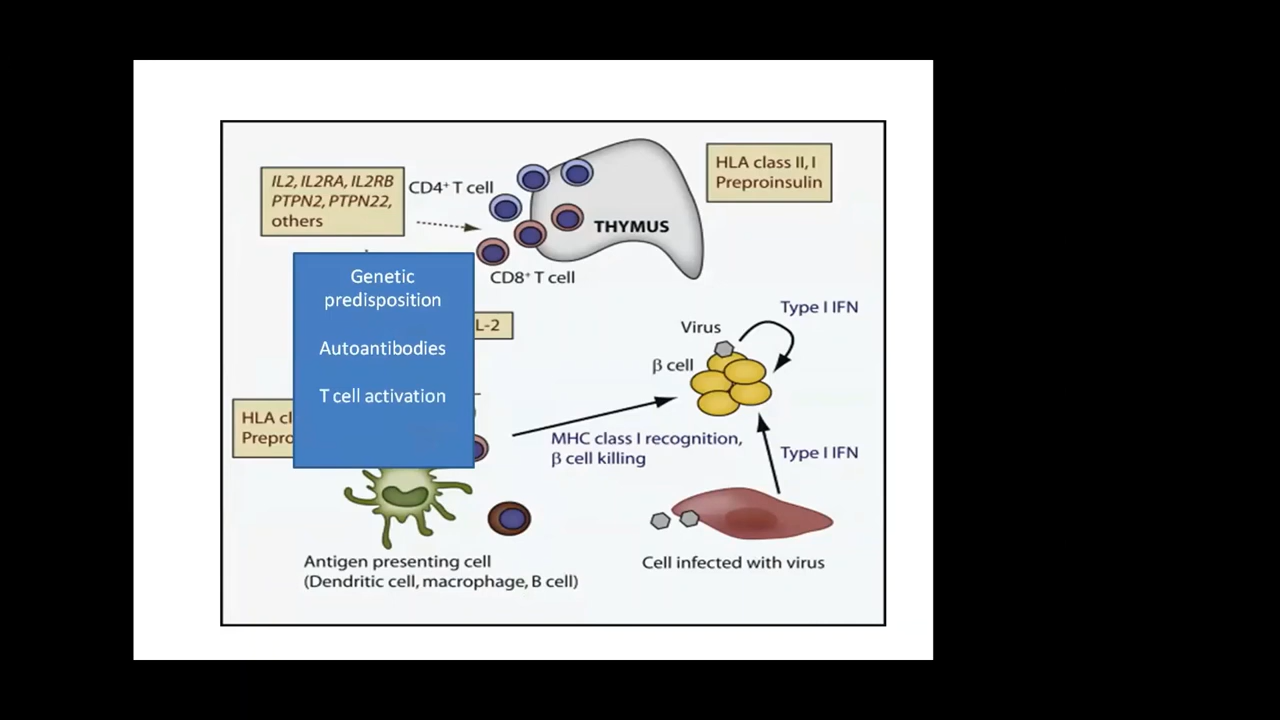 IL2, IL2RA, IL2RB
PTPN2, PTPN22,
others
CD4⁺ T cell
THYMUS
CD8⁺ T cell
HLA class II, I
Preproinsulin
Genetic
predisposition
Autoantibodies
T cell activation
L-2
HLA cl
Prepro
Type I IFN
Virus
β cell
MHC class I recognition,
β cell killing
Type I IFN
Antigen presenting cell
(Dendritic cell, macrophage, B cell)
Cell infected with virus